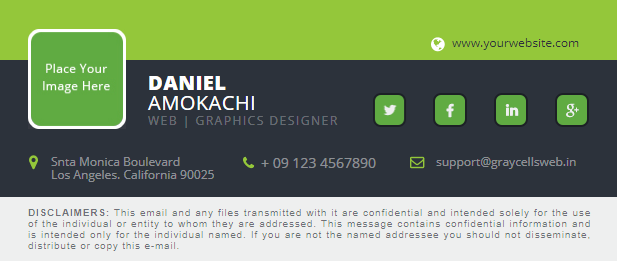 www.yourwebsite.com
Place Your
Image Here
DANIEL
AMOKACHI
WEB | GRAPHICS DESIGNER
Snta Monica Boulevard
Los Angeles. California 90025
+ 09 123 4567890
support@graycellsweb.in
DISCLAIMERS: This email and any files transmitted with it are confidential and intended solely for the use
of the individual or entity to whom they are addressed. This message contains confidential information and
is intended only for the individual named. If you are not the named addressee you should not disseminate,
distribute or copy this e-mail.